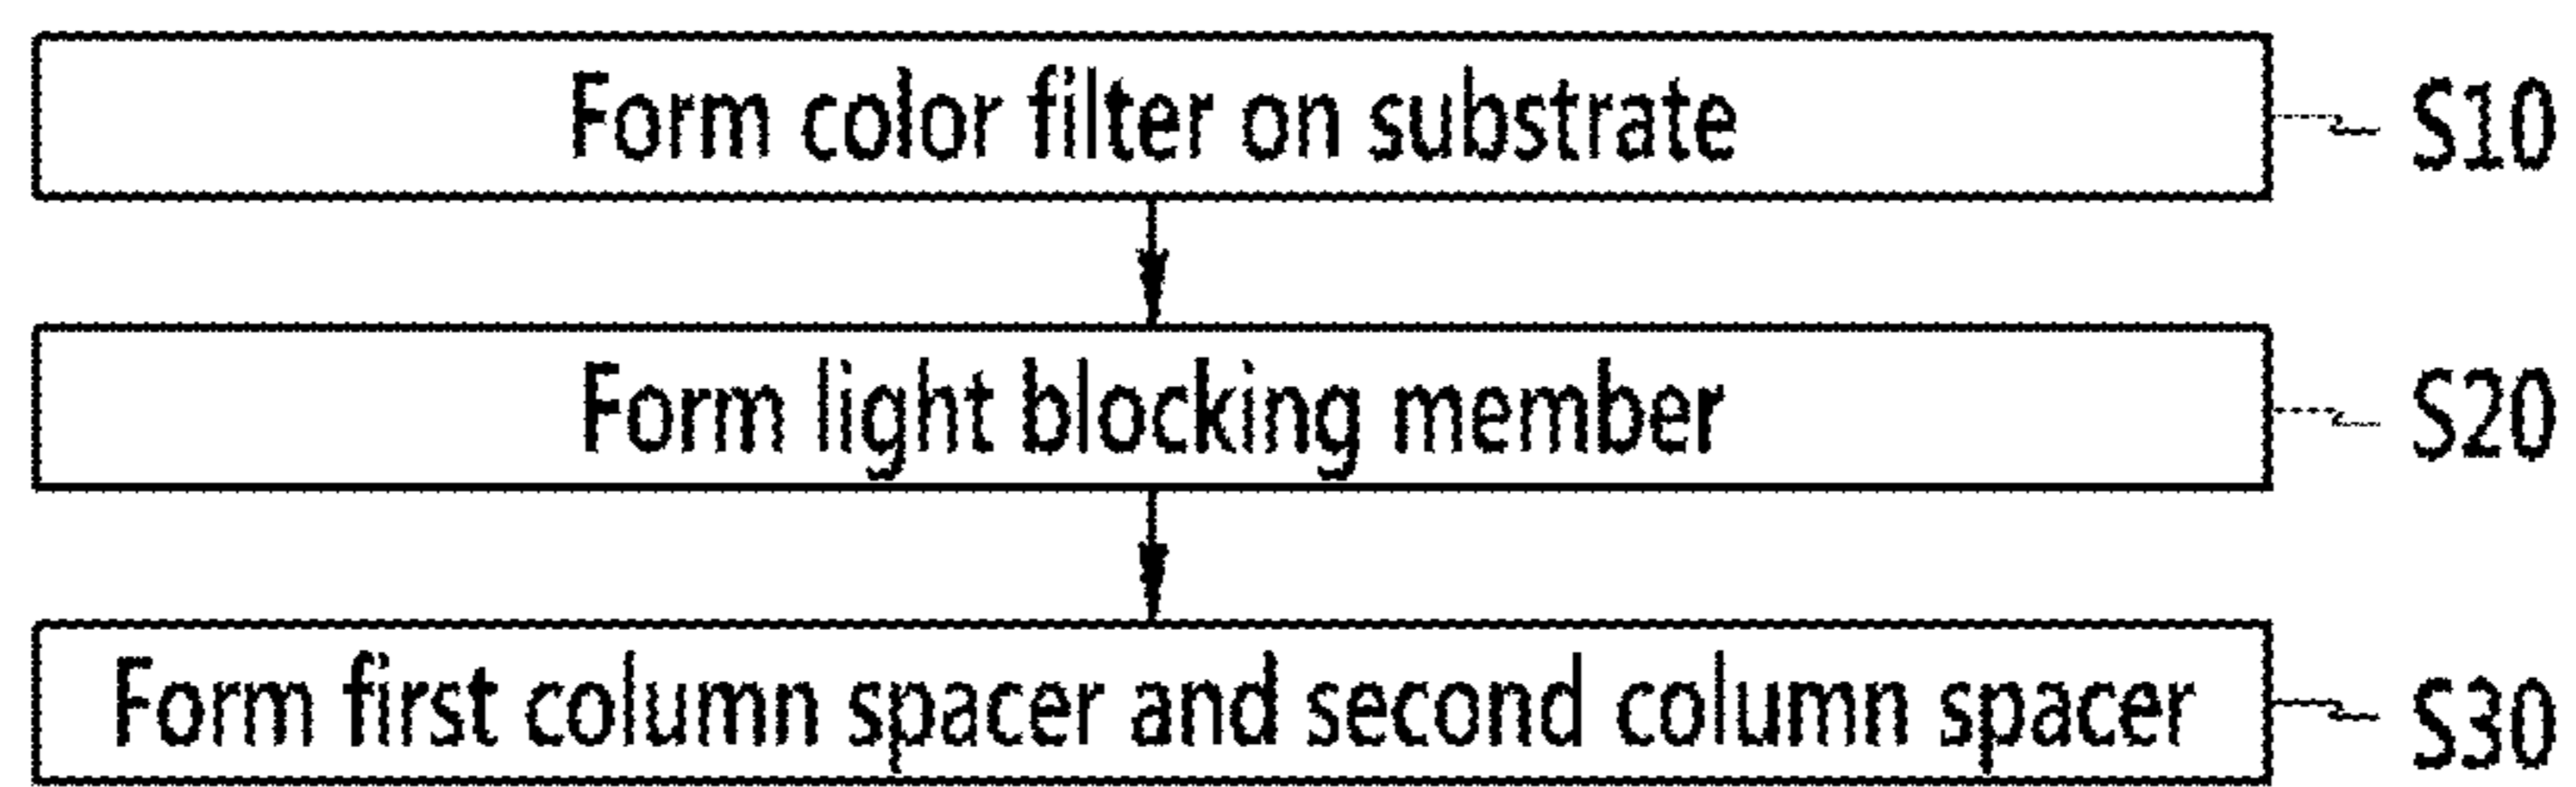 Form color filter on substrate S10
Form light blocking member S20
Form first column spacer and second column spacer S30